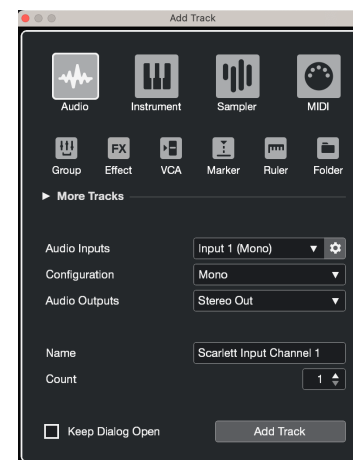 Add Track
Audio Instrument Sampler MIDI
Group Effect VCA Marker Ruler Folder
FX
More Tracks
Audio Inputs Input 1 (Mono)
Configuration Mono
Audio Outputs Stereo Out
Name Scarlett Input Channel 1
Count 1
Keep Dialog Open Add Track